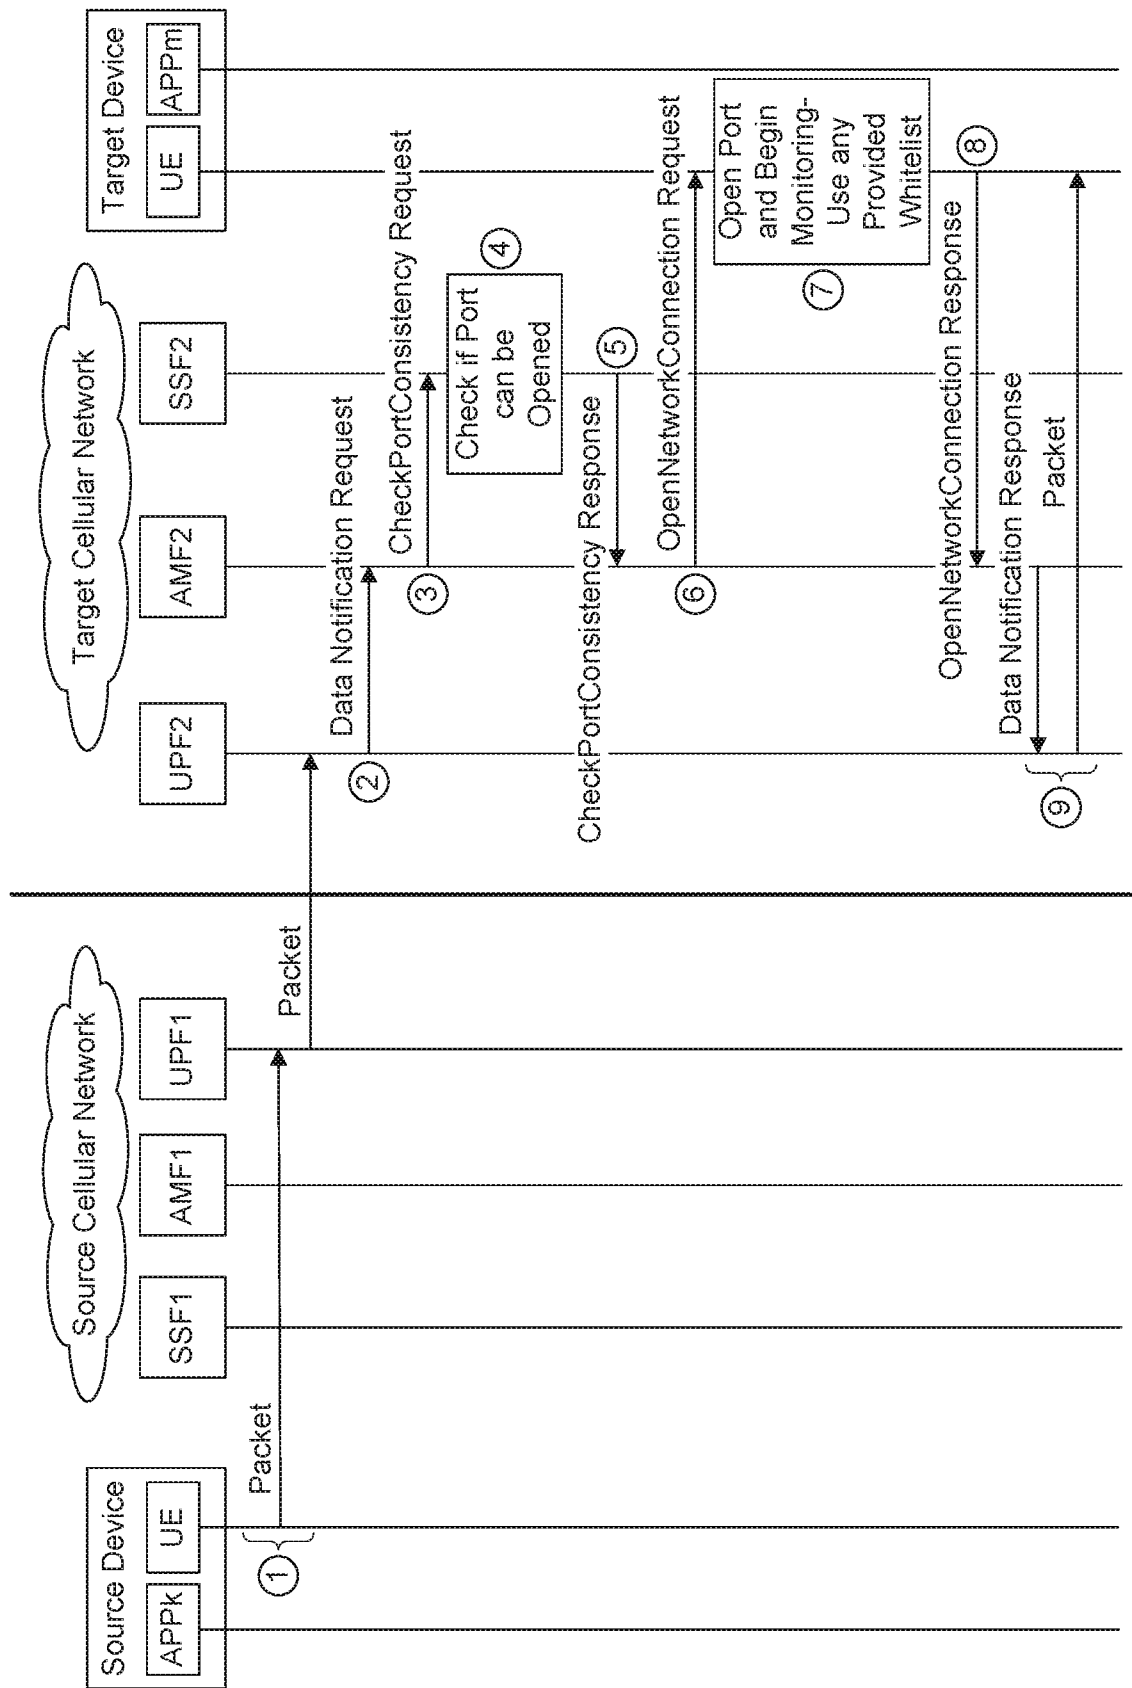 Source Device
APPk
UE
Source Cellular Network
SSF1
AMF1
UPF1
Target Cellular Network
UPF2
AMF2
SSF2
Target Device
UE
APPm
1
Packet
Packet
2
Data Notification Request
3
CheckPortConsistency Request
4
Check if Port
can be
Opened
5
CheckPortConsistency Response
6
OpenNetworkConnection Request
7
Open Port
and Begin
Monitoring-
Use any
Provided
Whitelist
8
OpenNetworkConnection Response
9
Data Notification Response
Packet